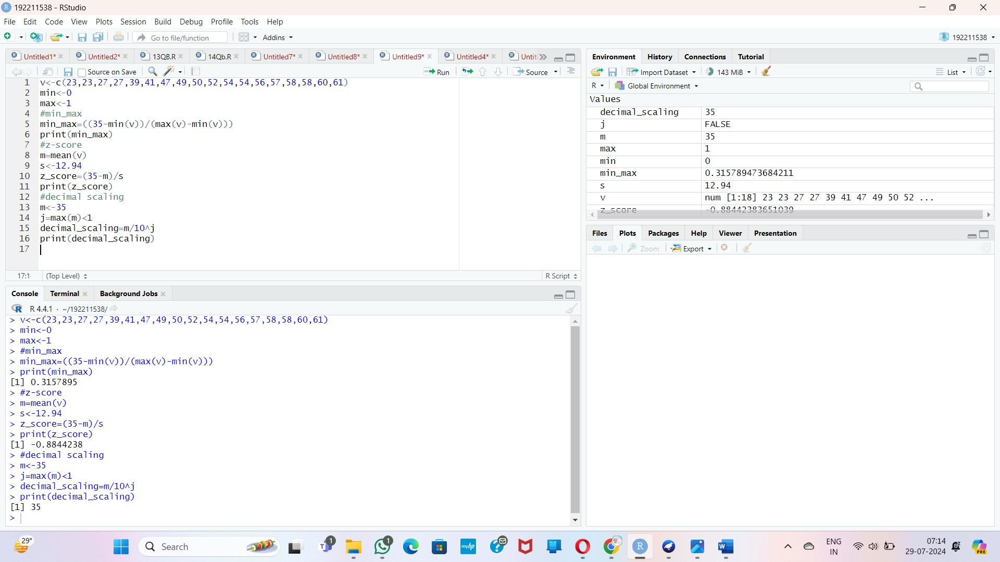 192211538 - RStudio
File Edit Code View Plots Session Build Debug Profile Tools Help
Go to file/function Addins 192211538
Untitled1* Untitled2* 13QB.R 14Qb.R Untitled7* Untitled8* Untitled9* Untitled4* Untit
Source on Save Run Source
1 v<-c(23,23,27,27,39,41,47,49,50,52,54,54,56,57,58,58,60,61)
2 min<-0
3 max<-1
4 #min_max
5 min_max=((35-min(v))/(max(v)-min(v)))
6 print(min_max)
7 #z-score
8 m=mean(v)
9 s<-12.94
10 z_score=(35-m)/s
11 print(z_score)
12 #decimal scaling
13 m<-35
14 j=max(m)<1
15 decimal_scaling=m/10^j
16 print(decimal_scaling)
17
17:1 (Top Level) R Script
Console Terminal Background Jobs
R 4.4.1 · ~/192211538/
> v<-c(23,23,27,27,39,41,47,49,50,52,54,54,56,57,58,58,60,61)
> min<-0
> max<-1
> #min_max
> min_max=((35-min(v))/(max(v)-min(v)))
> print(min_max)
[1] 0.3157895
> #z-score
> m=mean(v)
> s<-12.94
> z_score=(35-m)/s
> print(z_score)
[1] -0.8844238
> #decimal scaling
> m<-35
> j=max(m)<1
> decimal_scaling=m/10^j
> print(decimal_scaling)
[1] 35
>
Environment History Connections Tutorial
Import Dataset 143 MiB List
R Global Environment
Values
decimal_scaling 35
j FALSE
m 35
max 1
min 0
min_max 0.315789473684211
s 12.94
v num [1:18] 23 23 27 27 39 41 47 49 50 52 ...
z_score -0.88442383651039
Files Plots Packages Help Viewer Presentation
Zoom Export
29° Search 1 1 myhp R W ENG 07:14
IN 29-07-2024 PRE